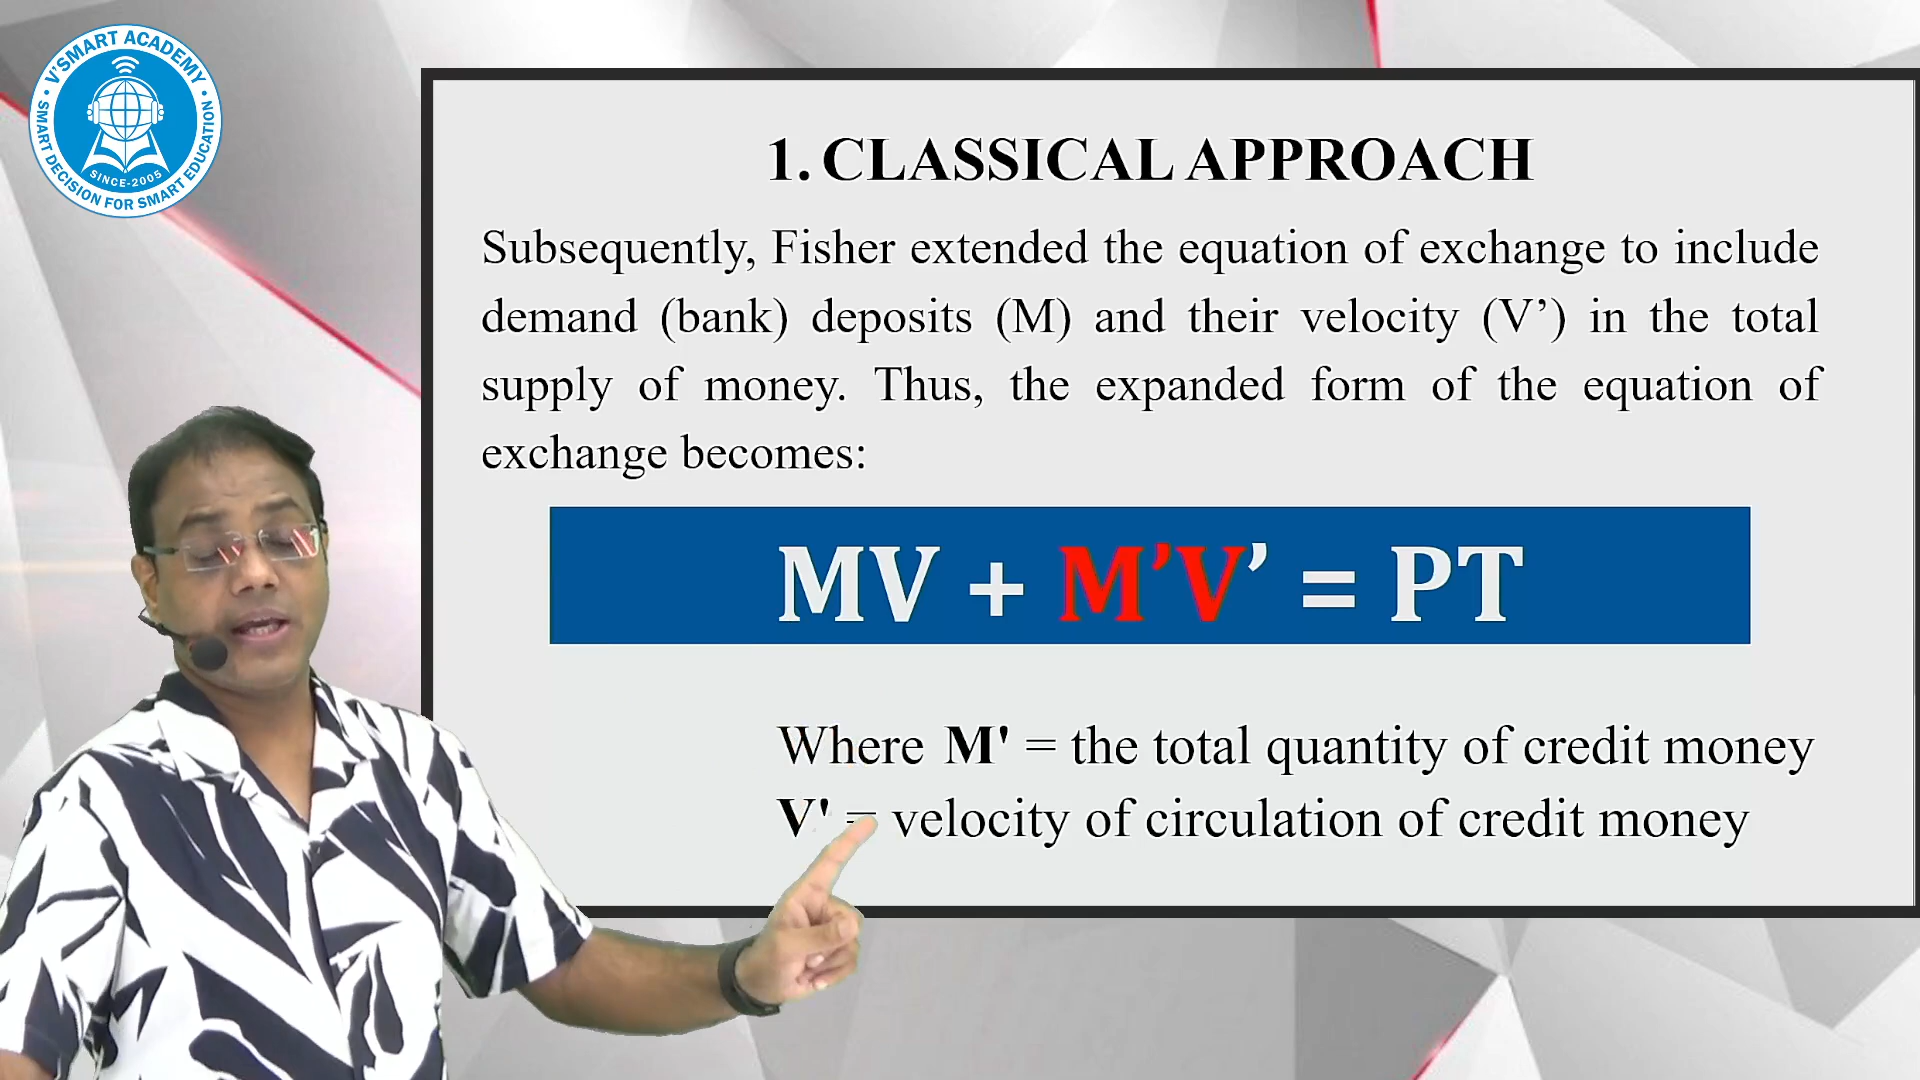 V'SMART ACADEMY
SMART DECISION FOR SMART EDUCATION
SINCE-2005
1. CLASSICAL APPROACH
Subsequently, Fisher extended the equation of exchange to include
demand (bank) deposits (M) and their velocity (V’) in the total
supply of money. Thus, the expanded form of the equation of
exchange becomes:
MV + M’V’ = PT
Where M' = the total quantity of credit money
V' = velocity of circulation of credit money